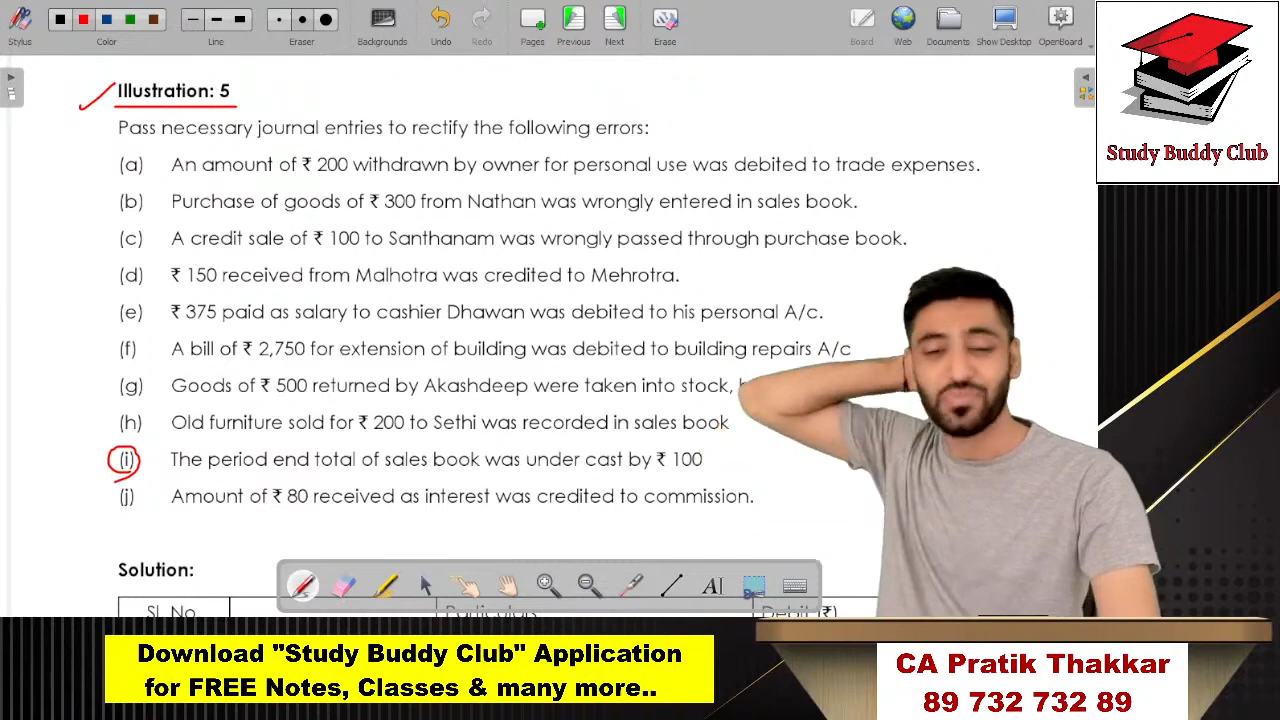 Stylus
Color
Line
Eraser
Backgrounds
Undo
Redo
Pages
Previous
Next
Erase
Board
Web
Documents
Show Desktop
OpenBoard
Study Buddy Club
Illustration: 5
Pass necessary journal entries to rectify the following errors:
(a) An amount of ₹ 200 withdrawn by owner for personal use was debited to trade expenses.
(b) Purchase of goods of ₹ 300 from Nathan was wrongly entered in sales book.
(c) A credit sale of ₹ 100 to Santhanam was wrongly passed through purchase book.
(d) ₹ 150 received from Malhotra was credited to Mehrotra.
(e) ₹ 375 paid as salary to cashier Dhawan was debited to his personal A/c.
(f) A bill of ₹ 2,750 for extension of building was debited to building repairs A/c
(g) Goods of ₹ 500 returned by Akashdeep were taken into stock,
(h) Old furniture sold for ₹ 200 to Sethi was recorded in sales book
(i) The period end total of sales book was under cast by ₹ 100
(j) Amount of ₹ 80 received as interest was credited to commission.
Solution:
Sl. No. Particulars Debit (₹)
Download "Study Buddy Club" Application
for FREE Notes, Classes & many more..
CA Pratik Thakkar
89 732 732 89